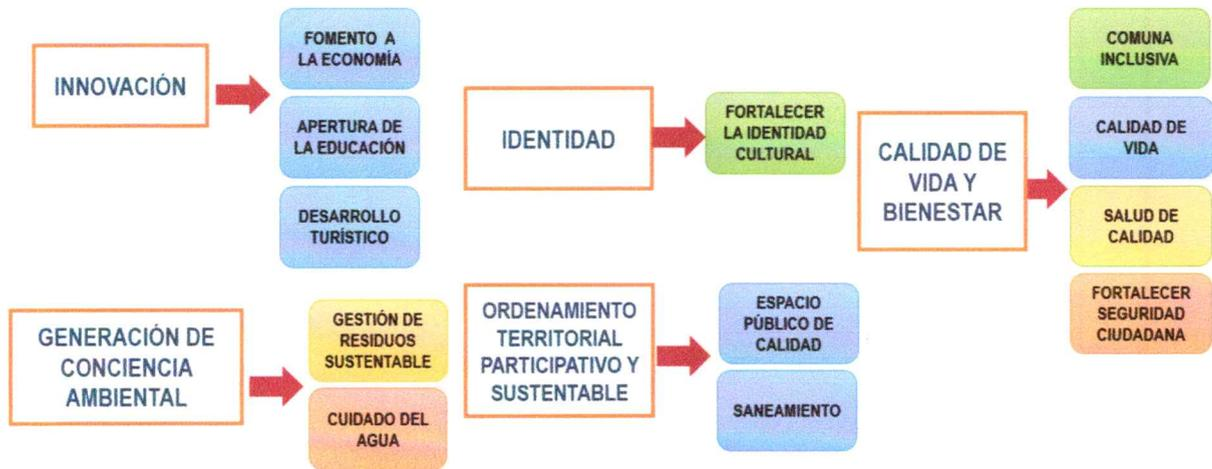 INNOVACIÓN
FOMENTO A
LA ECONOMÍA
APERTURA DE
LA EDUCACIÓN
DESARROLLO
TURÍSTICO
IDENTIDAD
FORTALECER
LA IDENTIDAD
CULTURAL
CALIDAD DE
VIDA Y
BIENESTAR
COMUNA
INCLUSIVA
CALIDAD DE
VIDA
SALUD DE
CALIDAD
FORTALECER
SEGURIDAD
CIUDADANA
GENERACIÓN DE
CONCIENCIA
AMBIENTAL
GESTIÓN DE
RESIDUOS
SUSTENTABLE
CUIDADO DEL
AGUA
ORDENAMIENTO
TERRITORIAL
PARTICIPATIVO Y
SUSTENTABLE
ESPACIO
PÚBLICO DE
CALIDAD
SANEAMIENTO